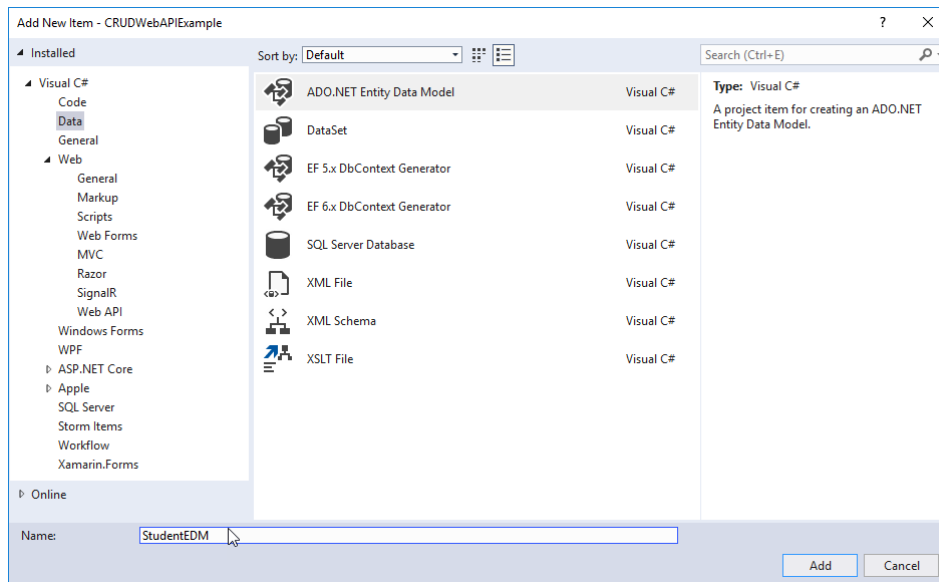 Add New Item - CRUDWebAPIExample
?
Installed
Sort by: Default
Search (Ctrl+E)
Visual C#
Code
Data
General
Web
General
Markup
Scripts
Web Forms
MVC
Razor
SignalR
Web API
Windows Forms
WPF
ASP.NET Core
Apple
SQL Server
Storm Items
Workflow
Xamarin.Forms
Online
ADO.NET Entity Data Model Visual C#
DataSet Visual C#
EF 5.x DbContext Generator Visual C#
EF 6.x DbContext Generator Visual C#
SQL Server Database Visual C#
XML File Visual C#
XML Schema Visual C#
XSLT File Visual C#
Type: Visual C#
A project item for creating an ADO.NET
Entity Data Model.
Name: StudentEDM
Add Cancel